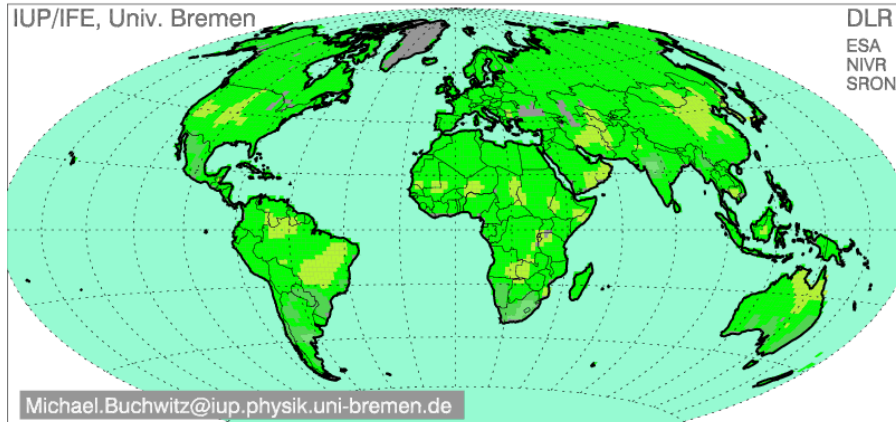 IUP/IFE, Univ. Bremen
DLR
ESA
NIVR
SRON
Michael.Buchwitz@iup.physik.uni-bremen.de